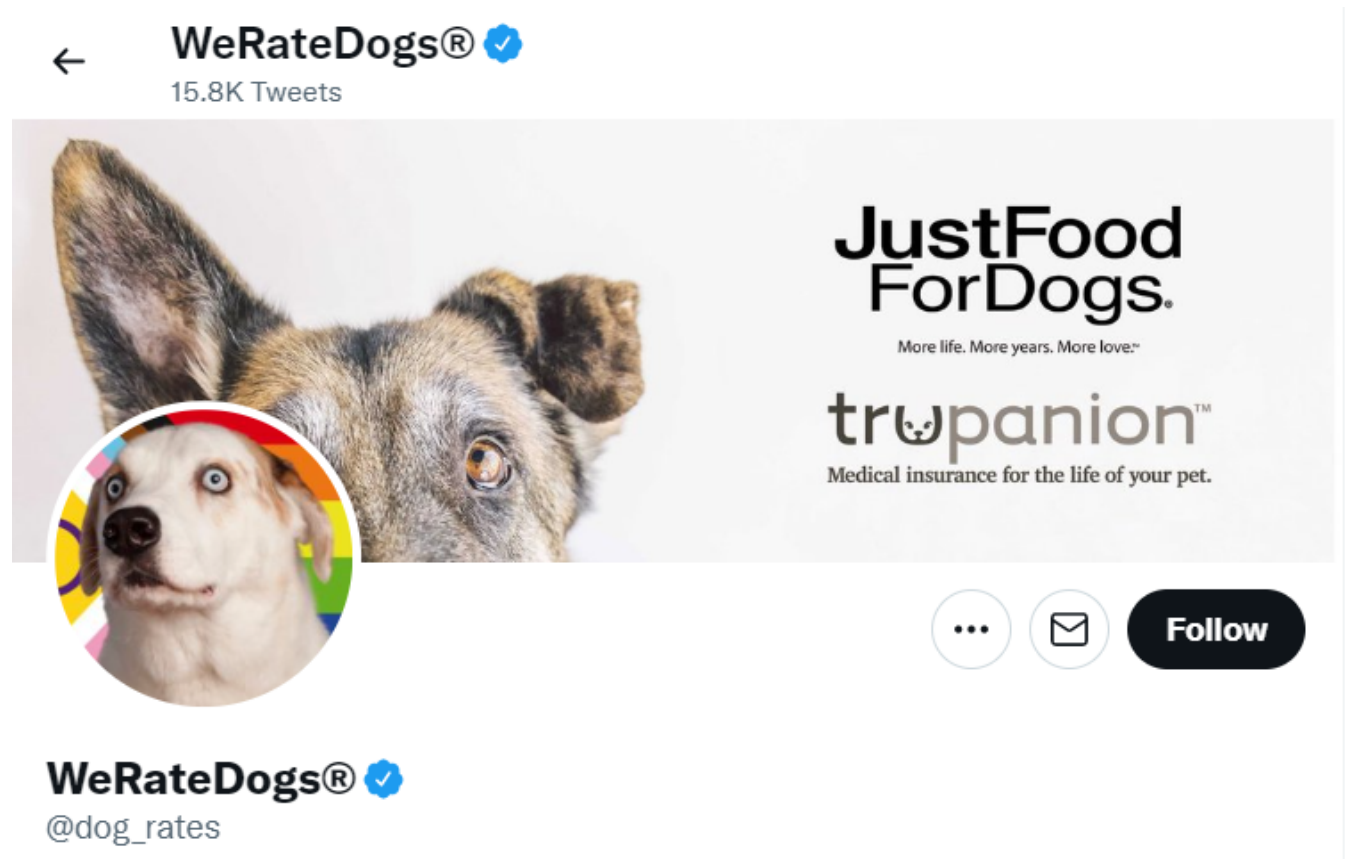 WeRateDogs®
15.8K Tweets
JustFood
ForDogs®
More life. More years. More love.™
trupanion™
Medical insurance for the life of your pet.
Follow
WeRateDogs®
@dog_rates